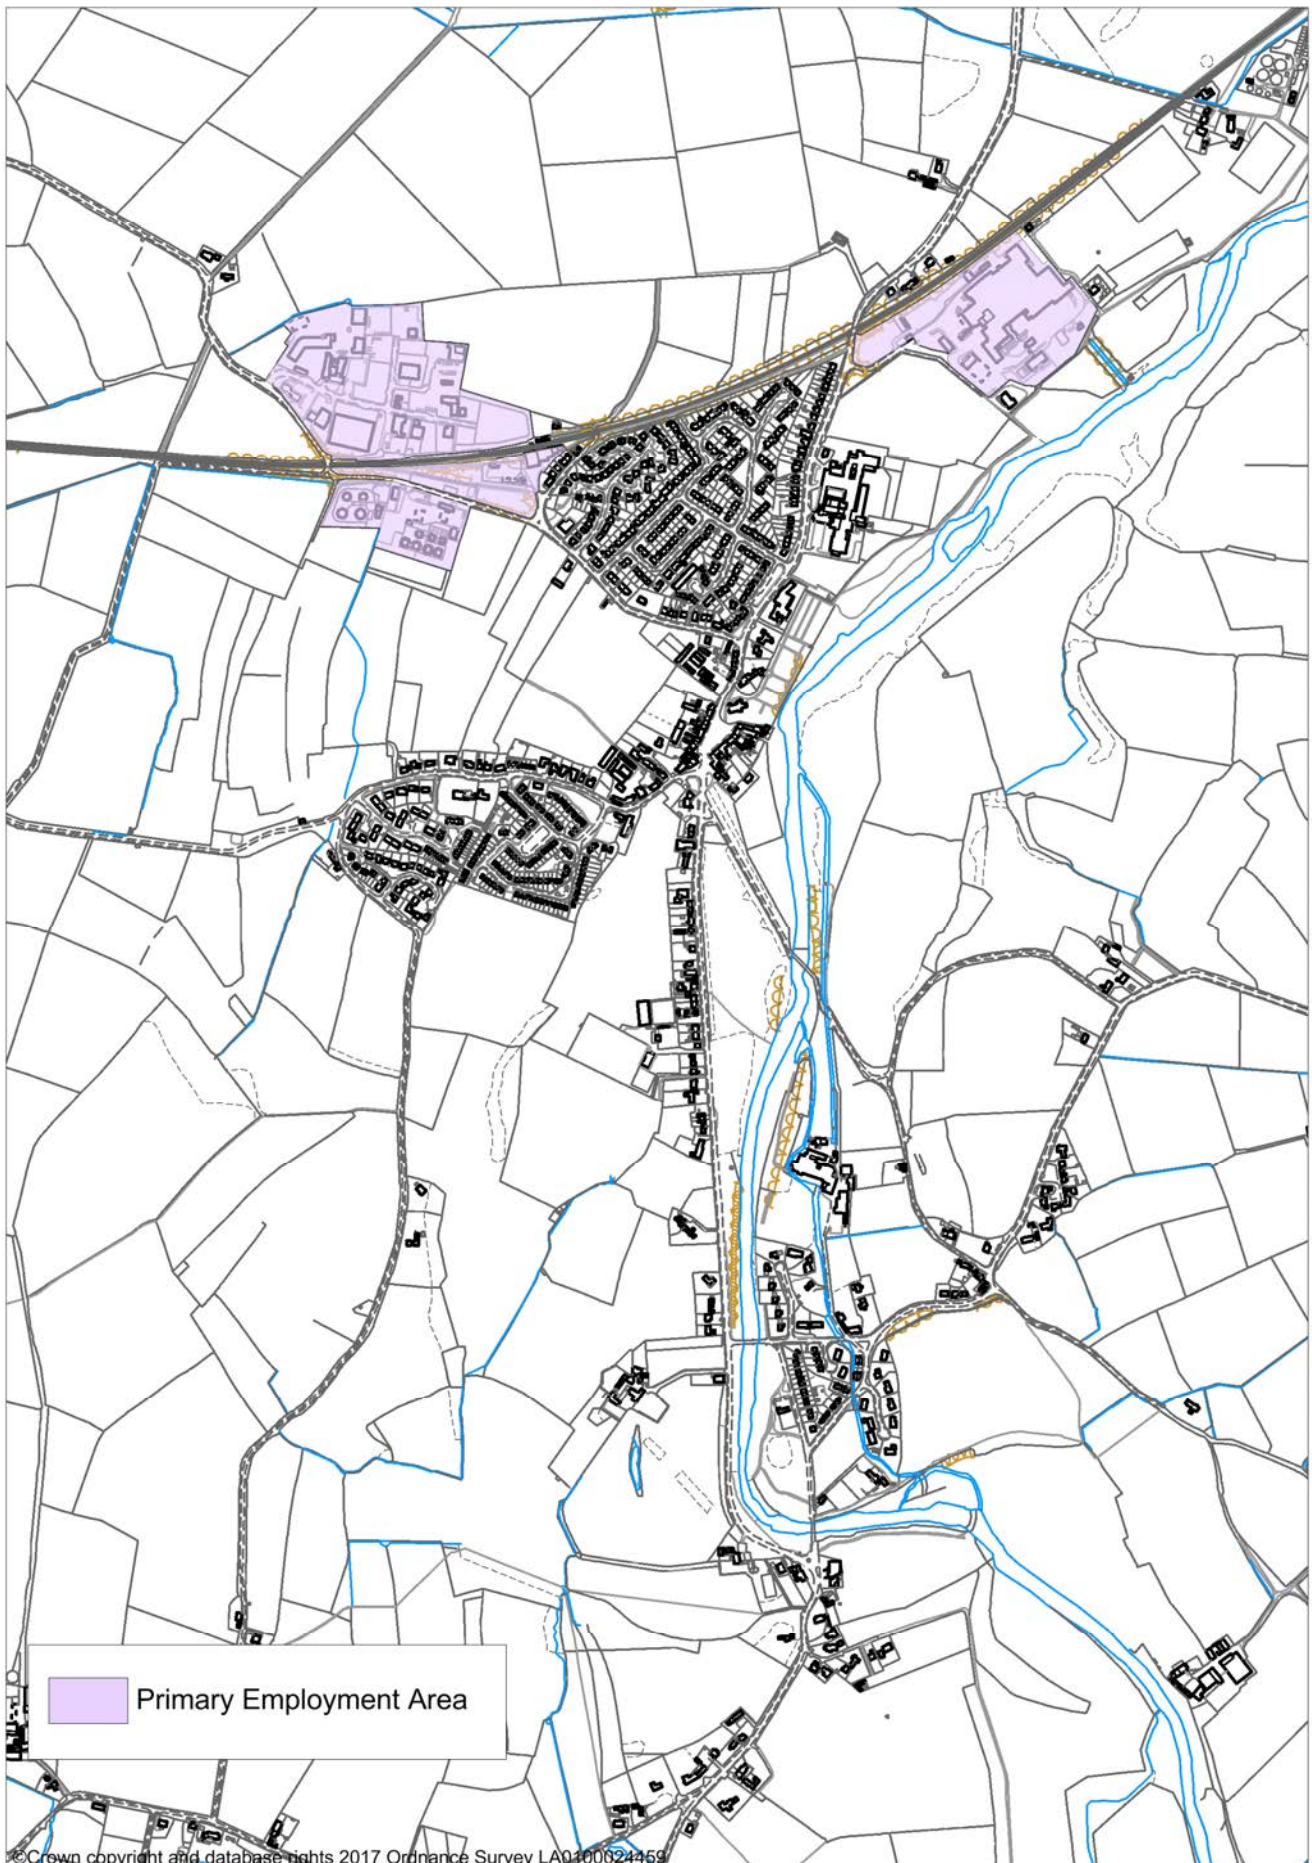 Primary Employment Area
©Crown copyright and database rights 2017 Ordnance Survey LA0100024459